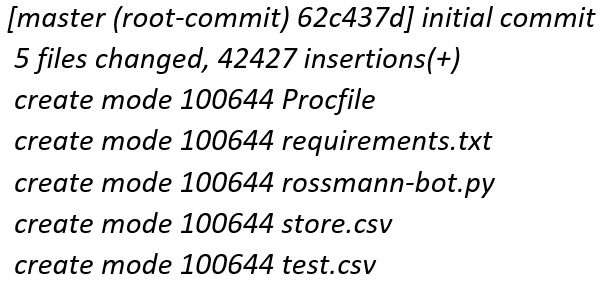 [master (root-commit) 62c437d] initial commit
5 files changed, 42427 insertions(+)
create mode 100644 Procfile
create mode 100644 requirements.txt
create mode 100644 rossmann-bot.py
create mode 100644 store.csv
create mode 100644 test.csv